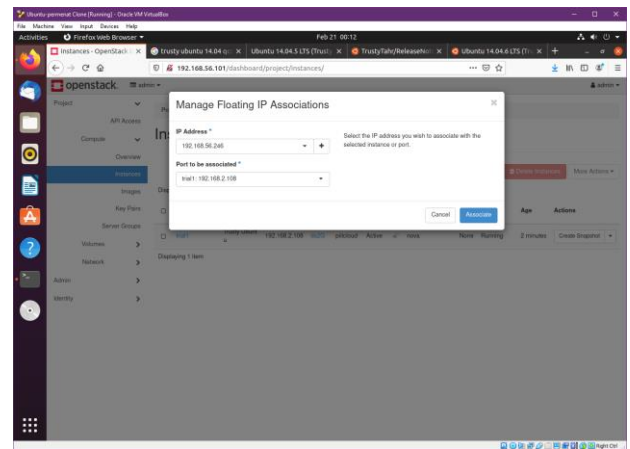 Ubuntu-permenat Clone [Running] - Oracle VM VirtualBox
File Machine View Input Devices Help
Activities Firefox Web Browser Feb 21 00:12
Instances - OpenStack trusty ubuntu 14.04 Ubuntu 14.04.5 LTS (Trusty TrustyTahr/ReleaseNot Ubuntu 14.04.6 LTS (Tr
192.168.56.101/dashboard/project/instances/
openstack. admin
Project
API Access
Compute
Overview
Instances
Images
Key Pairs
Server Groups
Volumes
Network
Admin
Identity
Manage Floating IP Associations
IP Address *
192.168.56.246
Select the IP address you wish to associate with the
selected instance or port.
Port to be associated *
trial1: 192.168.2.108
Cancel Associate
Delete Instances More Actions
Age Actions
trial1 192.168.2.108 Active nova None Running 2 minutes Create Snapshot
Displaying 1 item
Right Ctrl